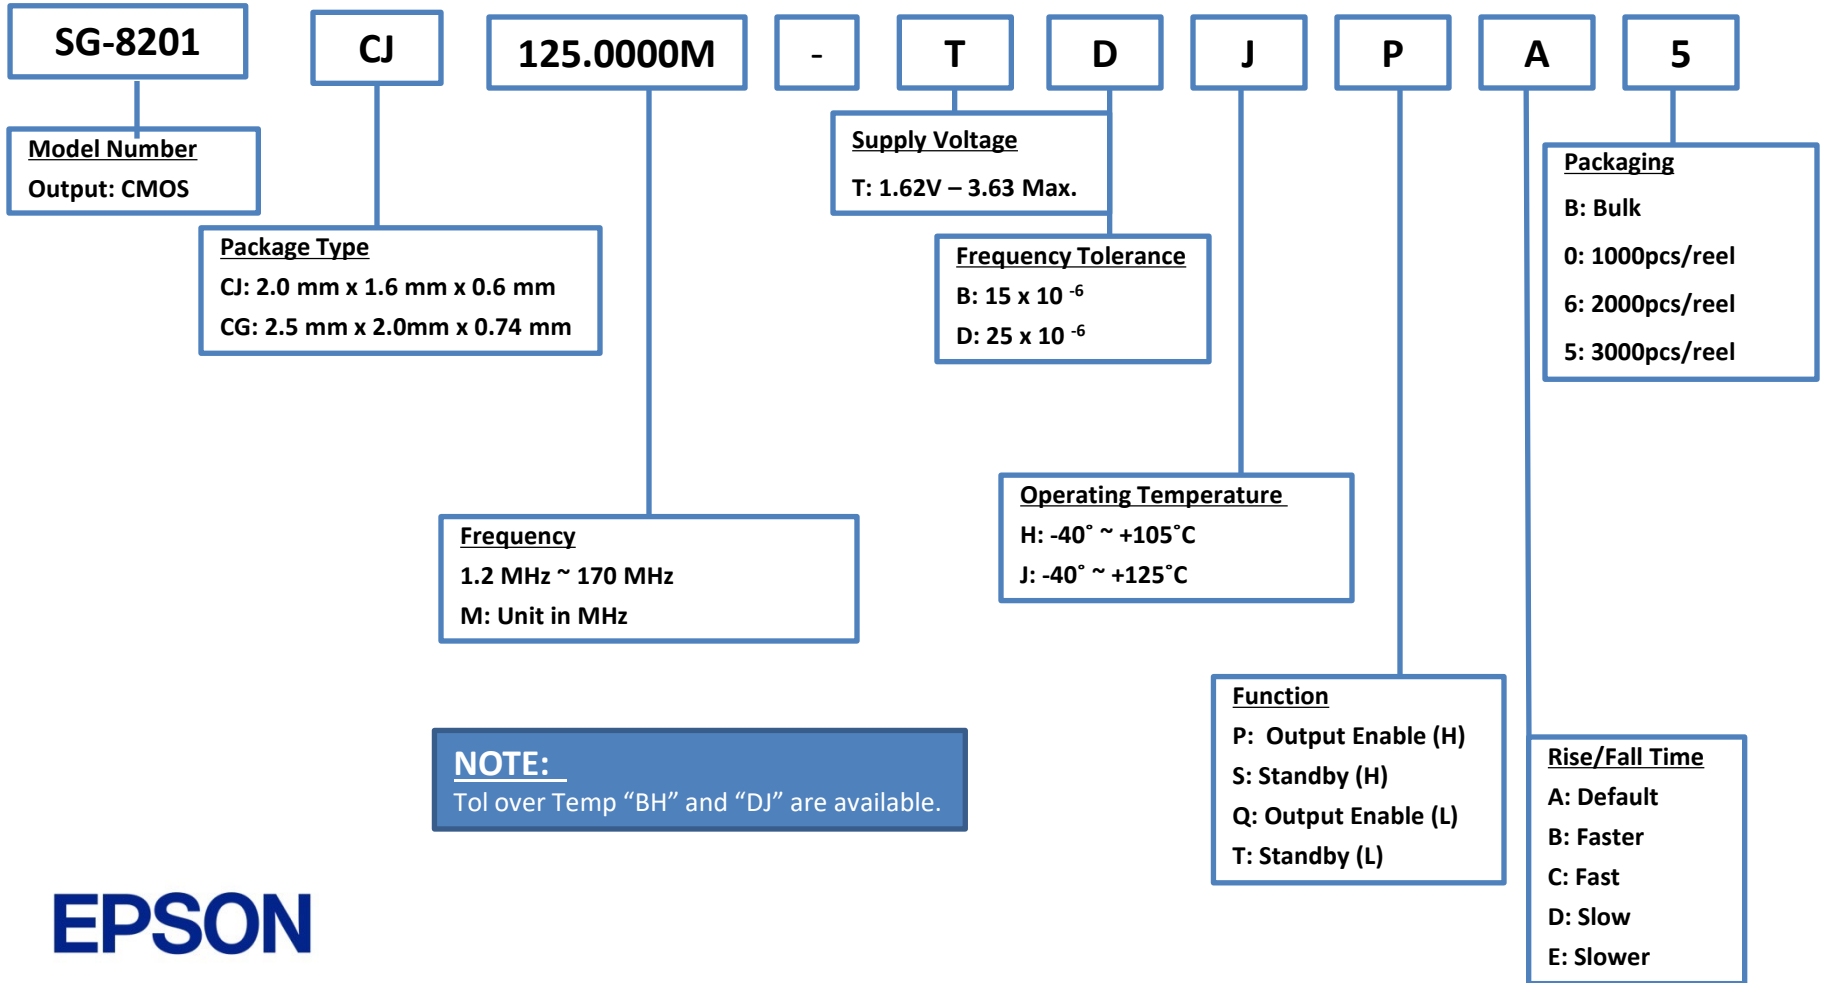 SG-8201
CJ
125.0000M
-
T
D
J
P
A
5
Model Number
Output: CMOS
Package Type
CJ: 2.0 mm x 1.6 mm x 0.6 mm
CG: 2.5 mm x 2.0mm x 0.74 mm
Frequency
1.2 MHz ~ 170 MHz
M: Unit in MHz
Supply Voltage
T: 1.62V – 3.63 Max.
Frequency Tolerance
B: 15 x 10 -6
D: 25 x 10 -6
Operating Temperature
H: -40˚ ~ +105˚C
J: -40˚ ~ +125˚C
Function
P:  Output Enable (H)
S: Standby (H)
Q: Output Enable (L)
T: Standby (L)
Rise/Fall Time
A: Default
B: Faster
C: Fast
D: Slow
E: Slower
Packaging
B: Bulk
0: 1000pcs/reel
6: 2000pcs/reel
5: 3000pcs/reel
NOTE:
Tol over Temp “BH” and “DJ” are available.
EPSON